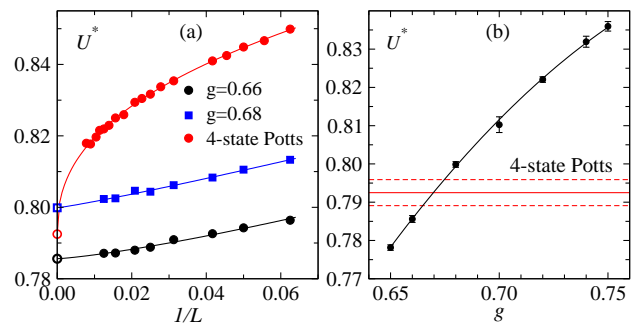 U* (a)
0.84
0.82
0.80
0.78
g=0.66
g=0.68
4-state Potts
0.00 0.02 0.04 0.06
1/L
U* (b)
0.83
0.82
0.81
0.80
0.79
0.78
0.77
4-state Potts
0.65 0.70 0.75
g